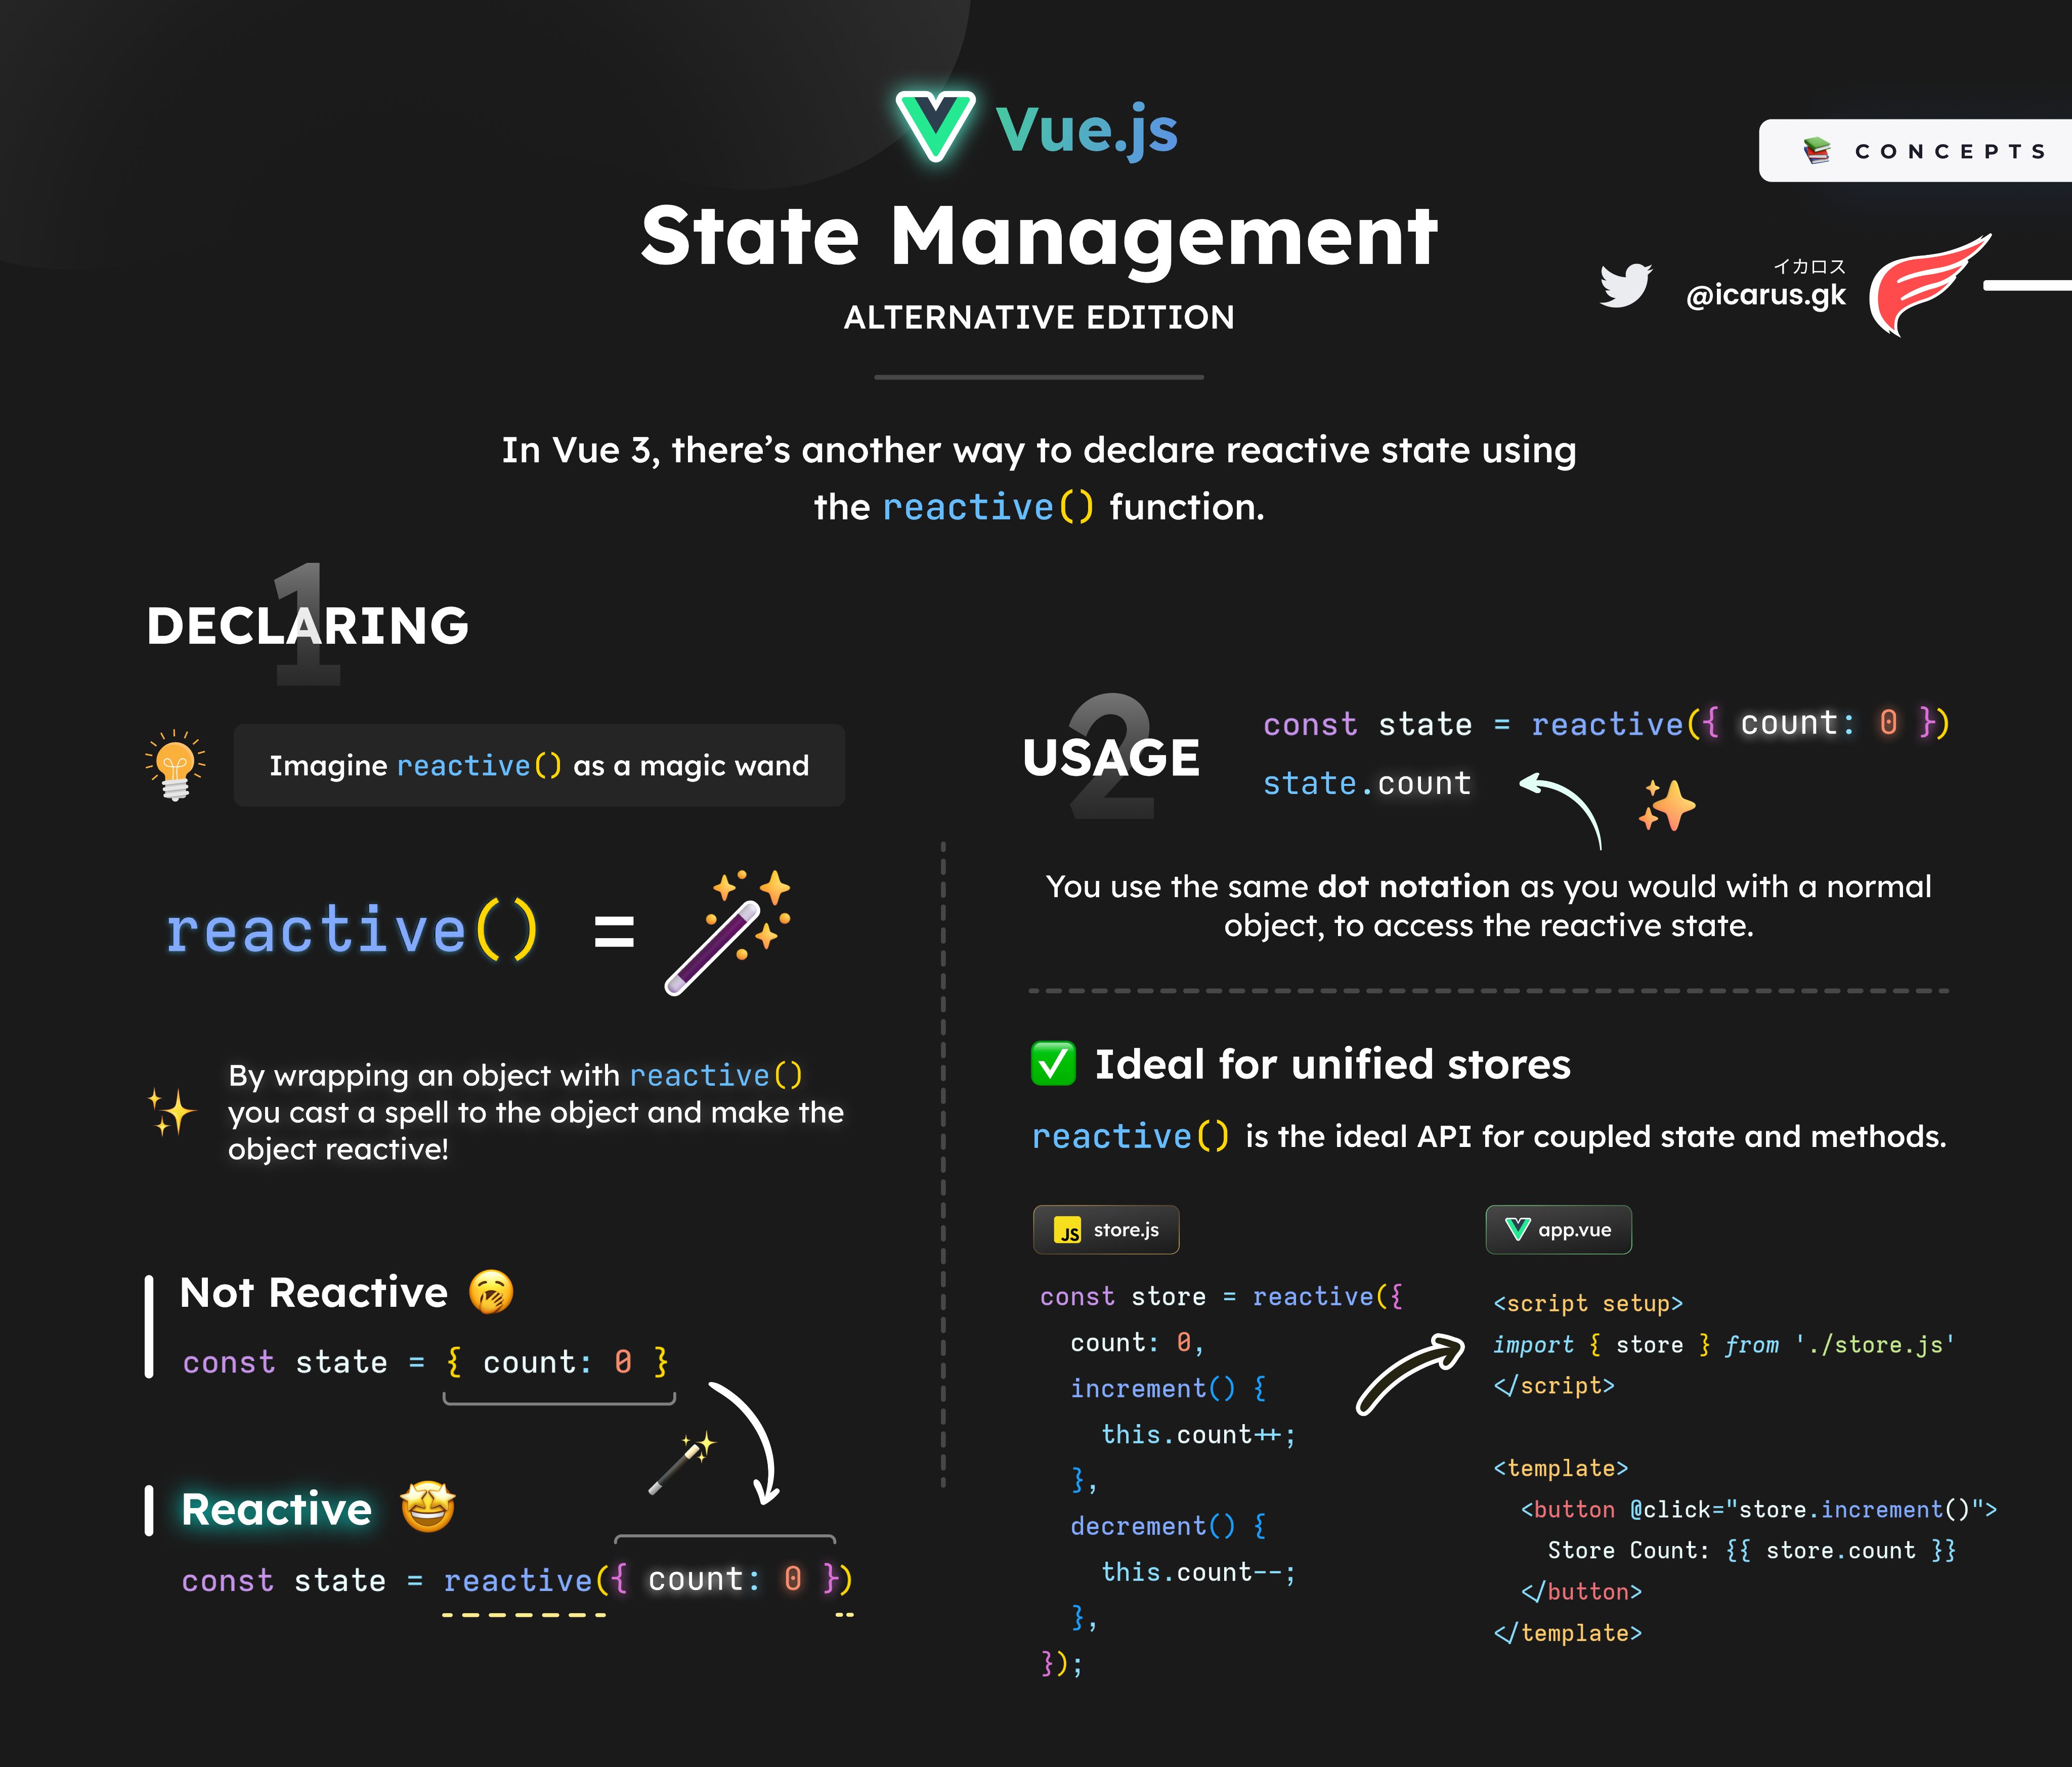 Vue.js
CONCEPTS
State Management
イカロス
@icarus.gk
ALTERNATIVE EDITION
In Vue 3, there's another way to declare reactive state using
the reactive() function.
1
DECLARING
Imagine reactive() as a magic wand
reactive() =
By wrapping an object with reactive()
you cast a spell to the object and make the
object reactive!
Not Reactive
const state = { count: 0 }
Reactive
const state = reactive({ count: 0 })
2
USAGE
const state = reactive({ count: 0 })
state.count
You use the same dot notation as you would with a normal
object, to access the reactive state.
Ideal for unified stores
reactive() is the ideal API for coupled state and methods.
JS store.js
const store = reactive({
  count: 0,
  increment() {
    this.count++;
  },
  decrement() {
    this.count--;
  },
});
app.vue
<script setup>
import { store } from './store.js'
</script>
<template>
  <button @click="store.increment()">
    Store Count: {{ store.count }}
  </button>
</template>